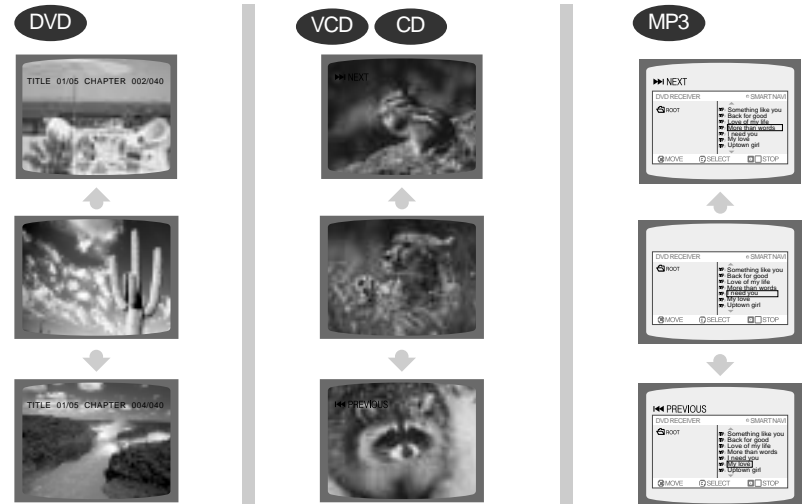 DVD
TITLE 01/05 CHAPTER 002/040
TITLE 01/05 CHAPTER 004/040
VCD CD
NEXT
PREVIOUS
MP3
NEXT
DVD RECEIVER SMART NAVI
ROOT
Something like you
Back for good
Love of my life
More than words
I need you
My love
Uptown girl
MOVE SELECT STOP
DVD RECEIVER SMART NAVI
ROOT
Something like you
Back for good
Love of my life
More than words
I need you
My love
Uptown girl
MOVE SELECT STOP
PREVIOUS
DVD RECEIVER SMART NAVI
ROOT
Something like you
Back for good
Love of my life
More than words
I need you
My love
Uptown girl
MOVE SELECT STOP